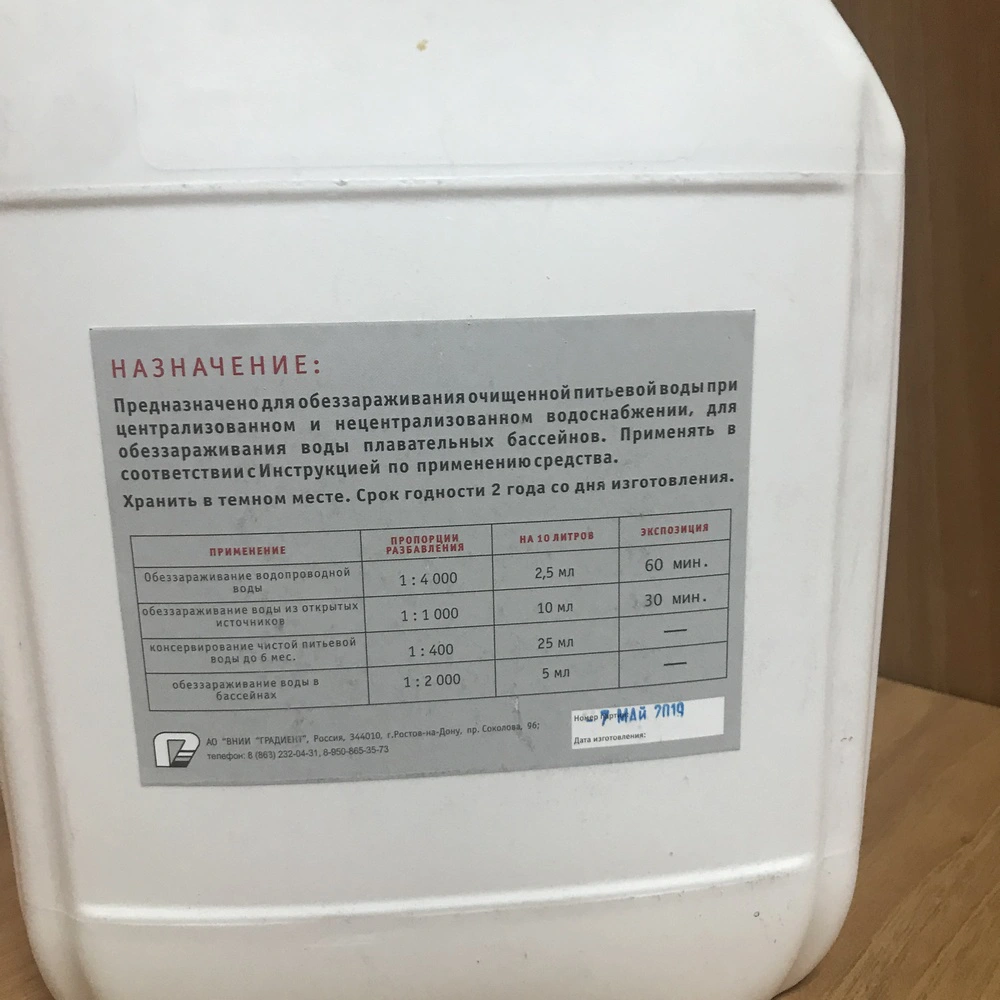 НАЗНАЧЕНИЕ:
Предназначено для обеззараживания очищенной питьевой воды при
централизованном и нецентрализованном водоснабжении, для
обеззараживания воды плавательных бассейнов. Применять в
соответствии с Инструкцией по применению средства.
Хранить в темном месте. Срок годности 2 года со дня изготовления.
ПРИМЕНЕНИЕ
ПРОПОРЦИИ
РАЗБАВЛЕНИЯ
НА 10 ЛИТРОВ
ЭКСПОЗИЦИЯ
Обеззараживание водопроводной
воды
1 : 4 000
2,5 мл
60 мин.
обеззараживание воды из открытых
источников
1 : 1 000
10 мл
30 мин.
консервирование чистой питьевой
воды до 6 мес.
1 : 400
25 мл
—
обеззараживание воды в
бассейнах
1 : 2 000
5 мл
—
АО "ВНИИ "ГРАДИЕНТ", Россия, 344010, г.Ростов-на-Дону, пр. Соколова, 96;
телефон: 8 (863) 232-04-31, 8-950-865-35-73
Номер
- 7 МАЙ 2019
Дата изготовления: